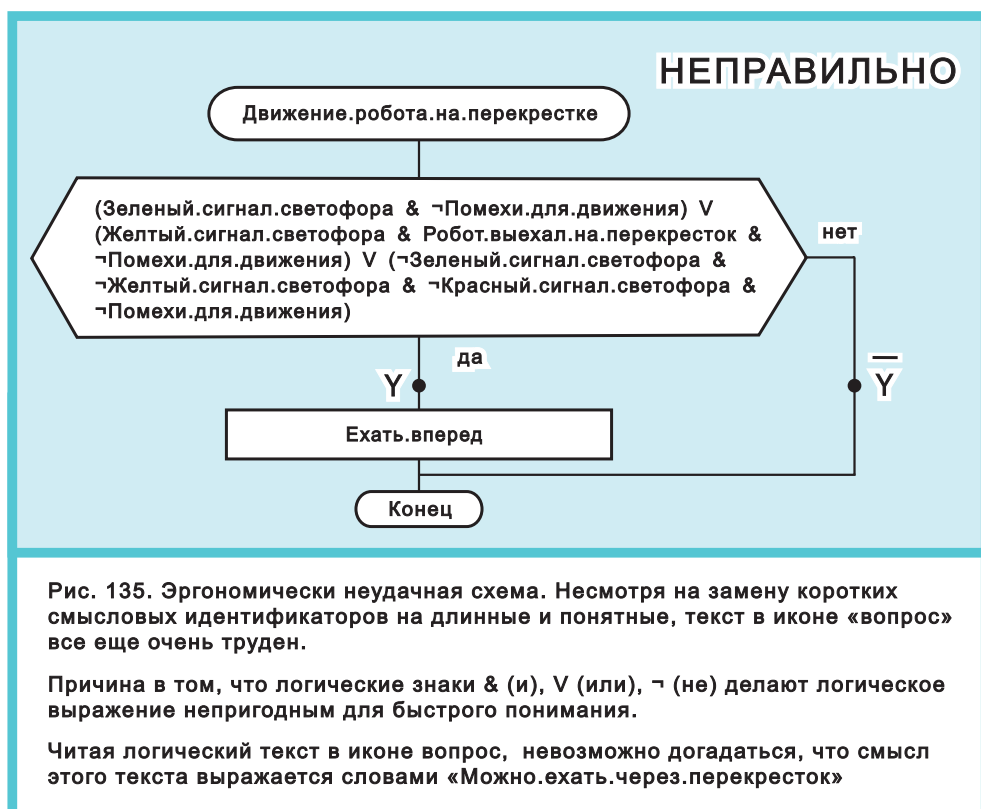 НЕПРАВИЛЬНО
Движение.робота.на.перекрестке
(Зеленый.сигнал.светофора & ¬Помехи.для.движения) V
(Желтый.сигнал.светофора & Робот.выехал.на.перекресток &
¬Помехи.для.движения) V (¬Зеленый.сигнал.светофора &
¬Желтый.сигнал.светофора & ¬Красный.сигнал.светофора &
¬Помехи.для.движения)
нет
да
Y
Y̅
Ехать.вперед
Конец
Рис. 135. Эргономически неудачная схема. Несмотря на замену коротких
смысловых идентификаторов на длинные и понятные, текст в иконе «вопрос»
все еще очень труден.
Причина в том, что логические знаки & (и), V (или), ¬ (не) делают логическое
выражение непригодным для быстрого понимания.
Читая логический текст в иконе вопрос, невозможно догадаться, что смысл
этого текста выражается словами «Можно.ехать.через.перекресток»